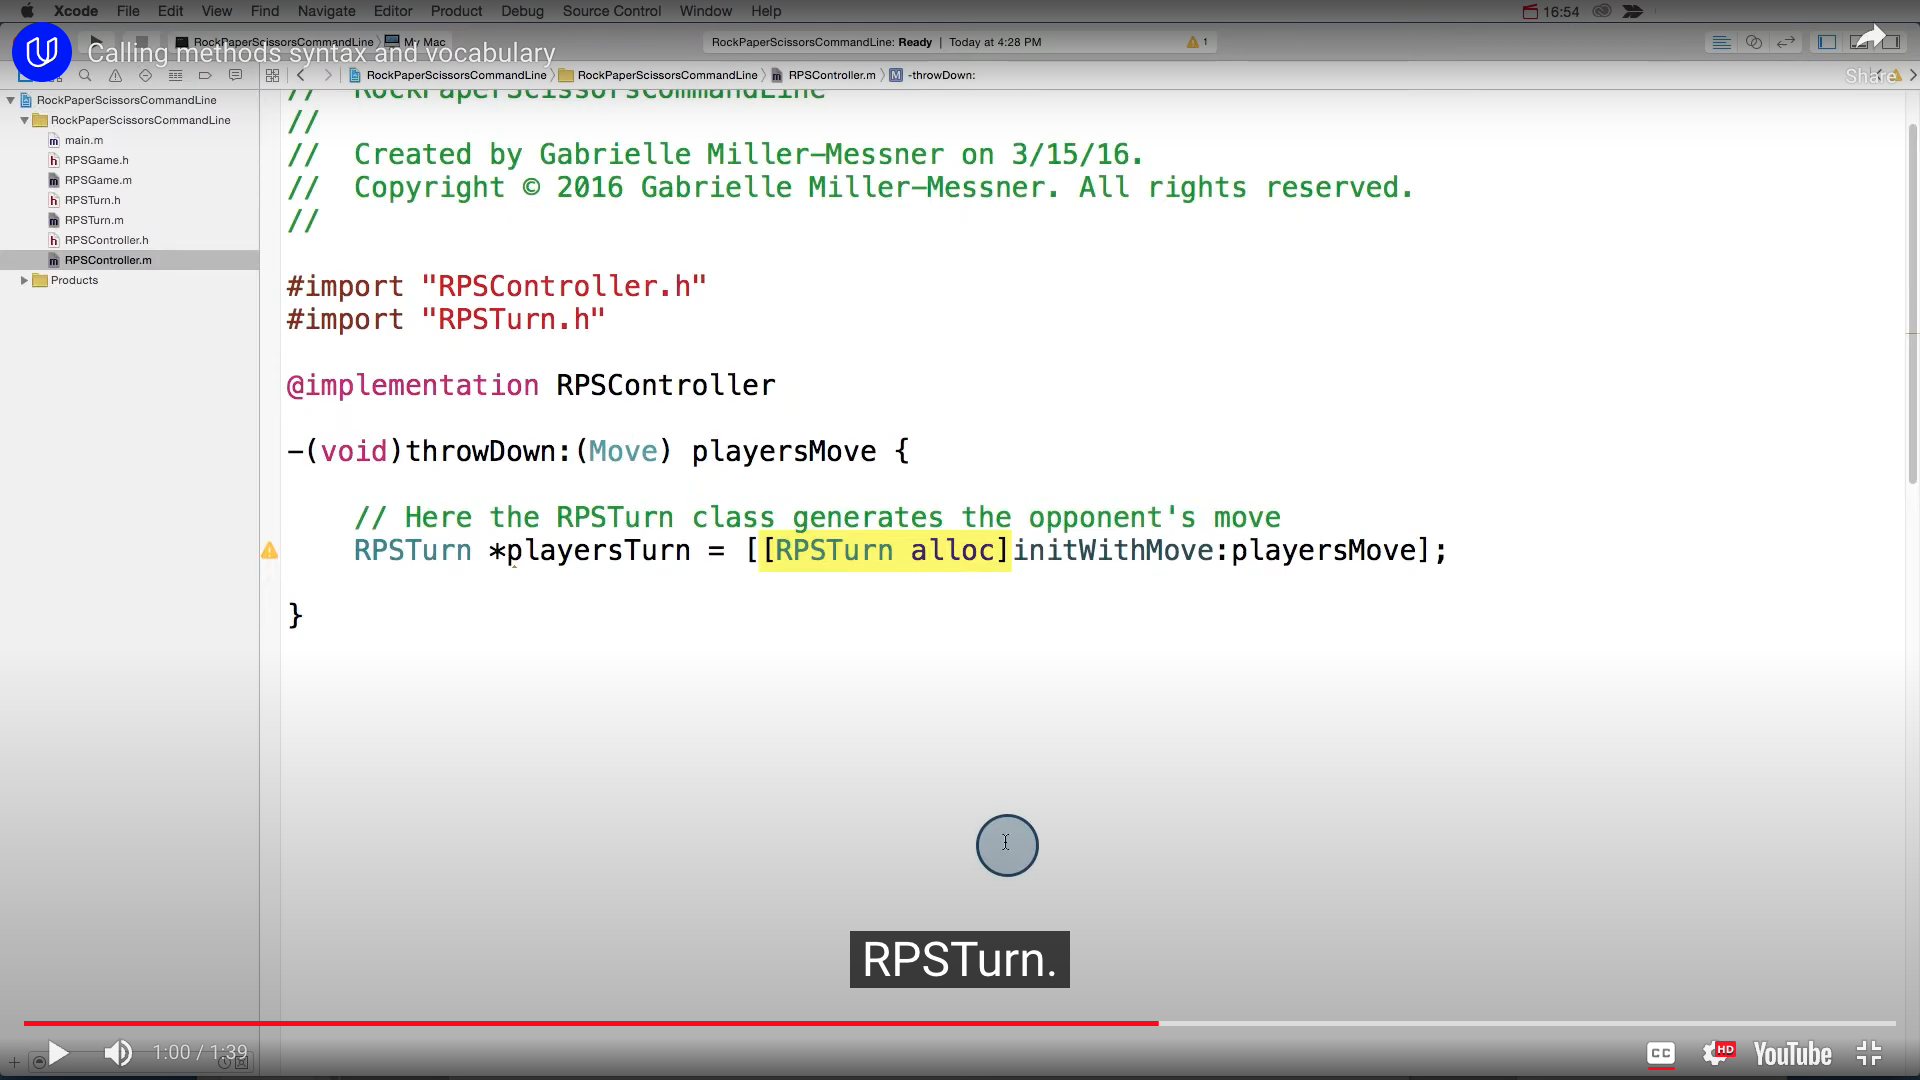 Xcode File Edit View Find Navigate Editor Product Debug Source Control Window Help 16:54
RockPaperScissorsCommandLine My Mac RockPaperScissorsCommandLine: Ready | Today at 4:28 PM 1
Calling methods syntax and vocabulary
Share
RockPaperScissorsCommandLine RockPaperScissorsCommandLine RPSController.m -throwDown:
RockPaperScissorsCommandLine
RockPaperScissorsCommandLine
main.m
RPSGame.h
RPSGame.m
RPSTurn.h
RPSTurn.m
RPSController.h
RPSController.m
Products
// RockPaperScissorsCommandLine
//
// Created by Gabrielle Miller-Messner on 3/15/16.
// Copyright © 2016 Gabrielle Miller-Messner. All rights reserved.
//
#import "RPSController.h"
#import "RPSTurn.h"
@implementation RPSController
-(void)throwDown:(Move) playersMove {
// Here the RPSTurn class generates the opponent's move
RPSTurn *playersTurn = [[RPSTurn alloc]initWithMove:playersMove];
}
RPSTurn.
1:00 / 1:39
CC HD YouTube